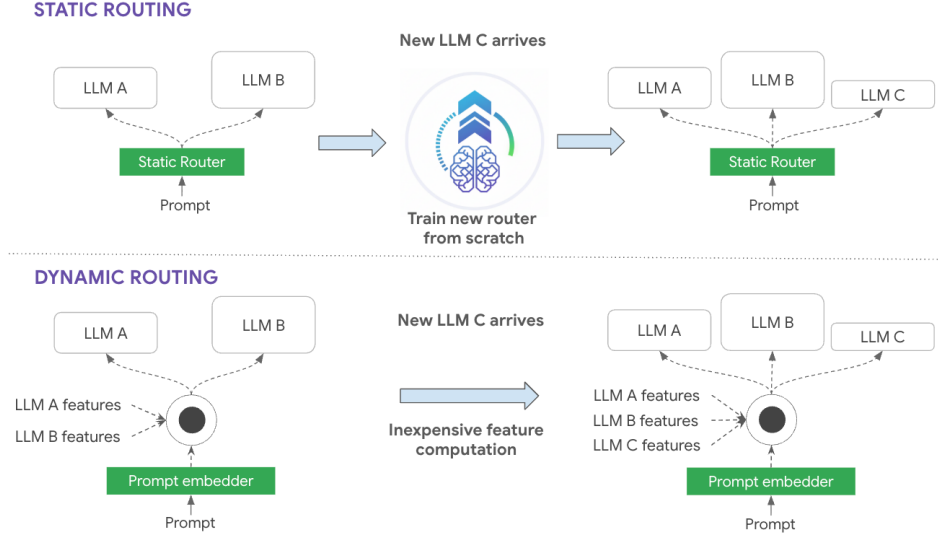 STATIC ROUTING
New LLM C arrives
LLM A
LLM B
LLM A
LLM B
LLM C
Static Router
Static Router
Prompt
Prompt
Train new router
from scratch
DYNAMIC ROUTING
New LLM C arrives
LLM A
LLM B
LLM A
LLM B
LLM C
LLM A features
LLM B features
LLM A features
LLM B features
LLM C features
Inexpensive feature
computation
Prompt embedder
Prompt embedder
Prompt
Prompt